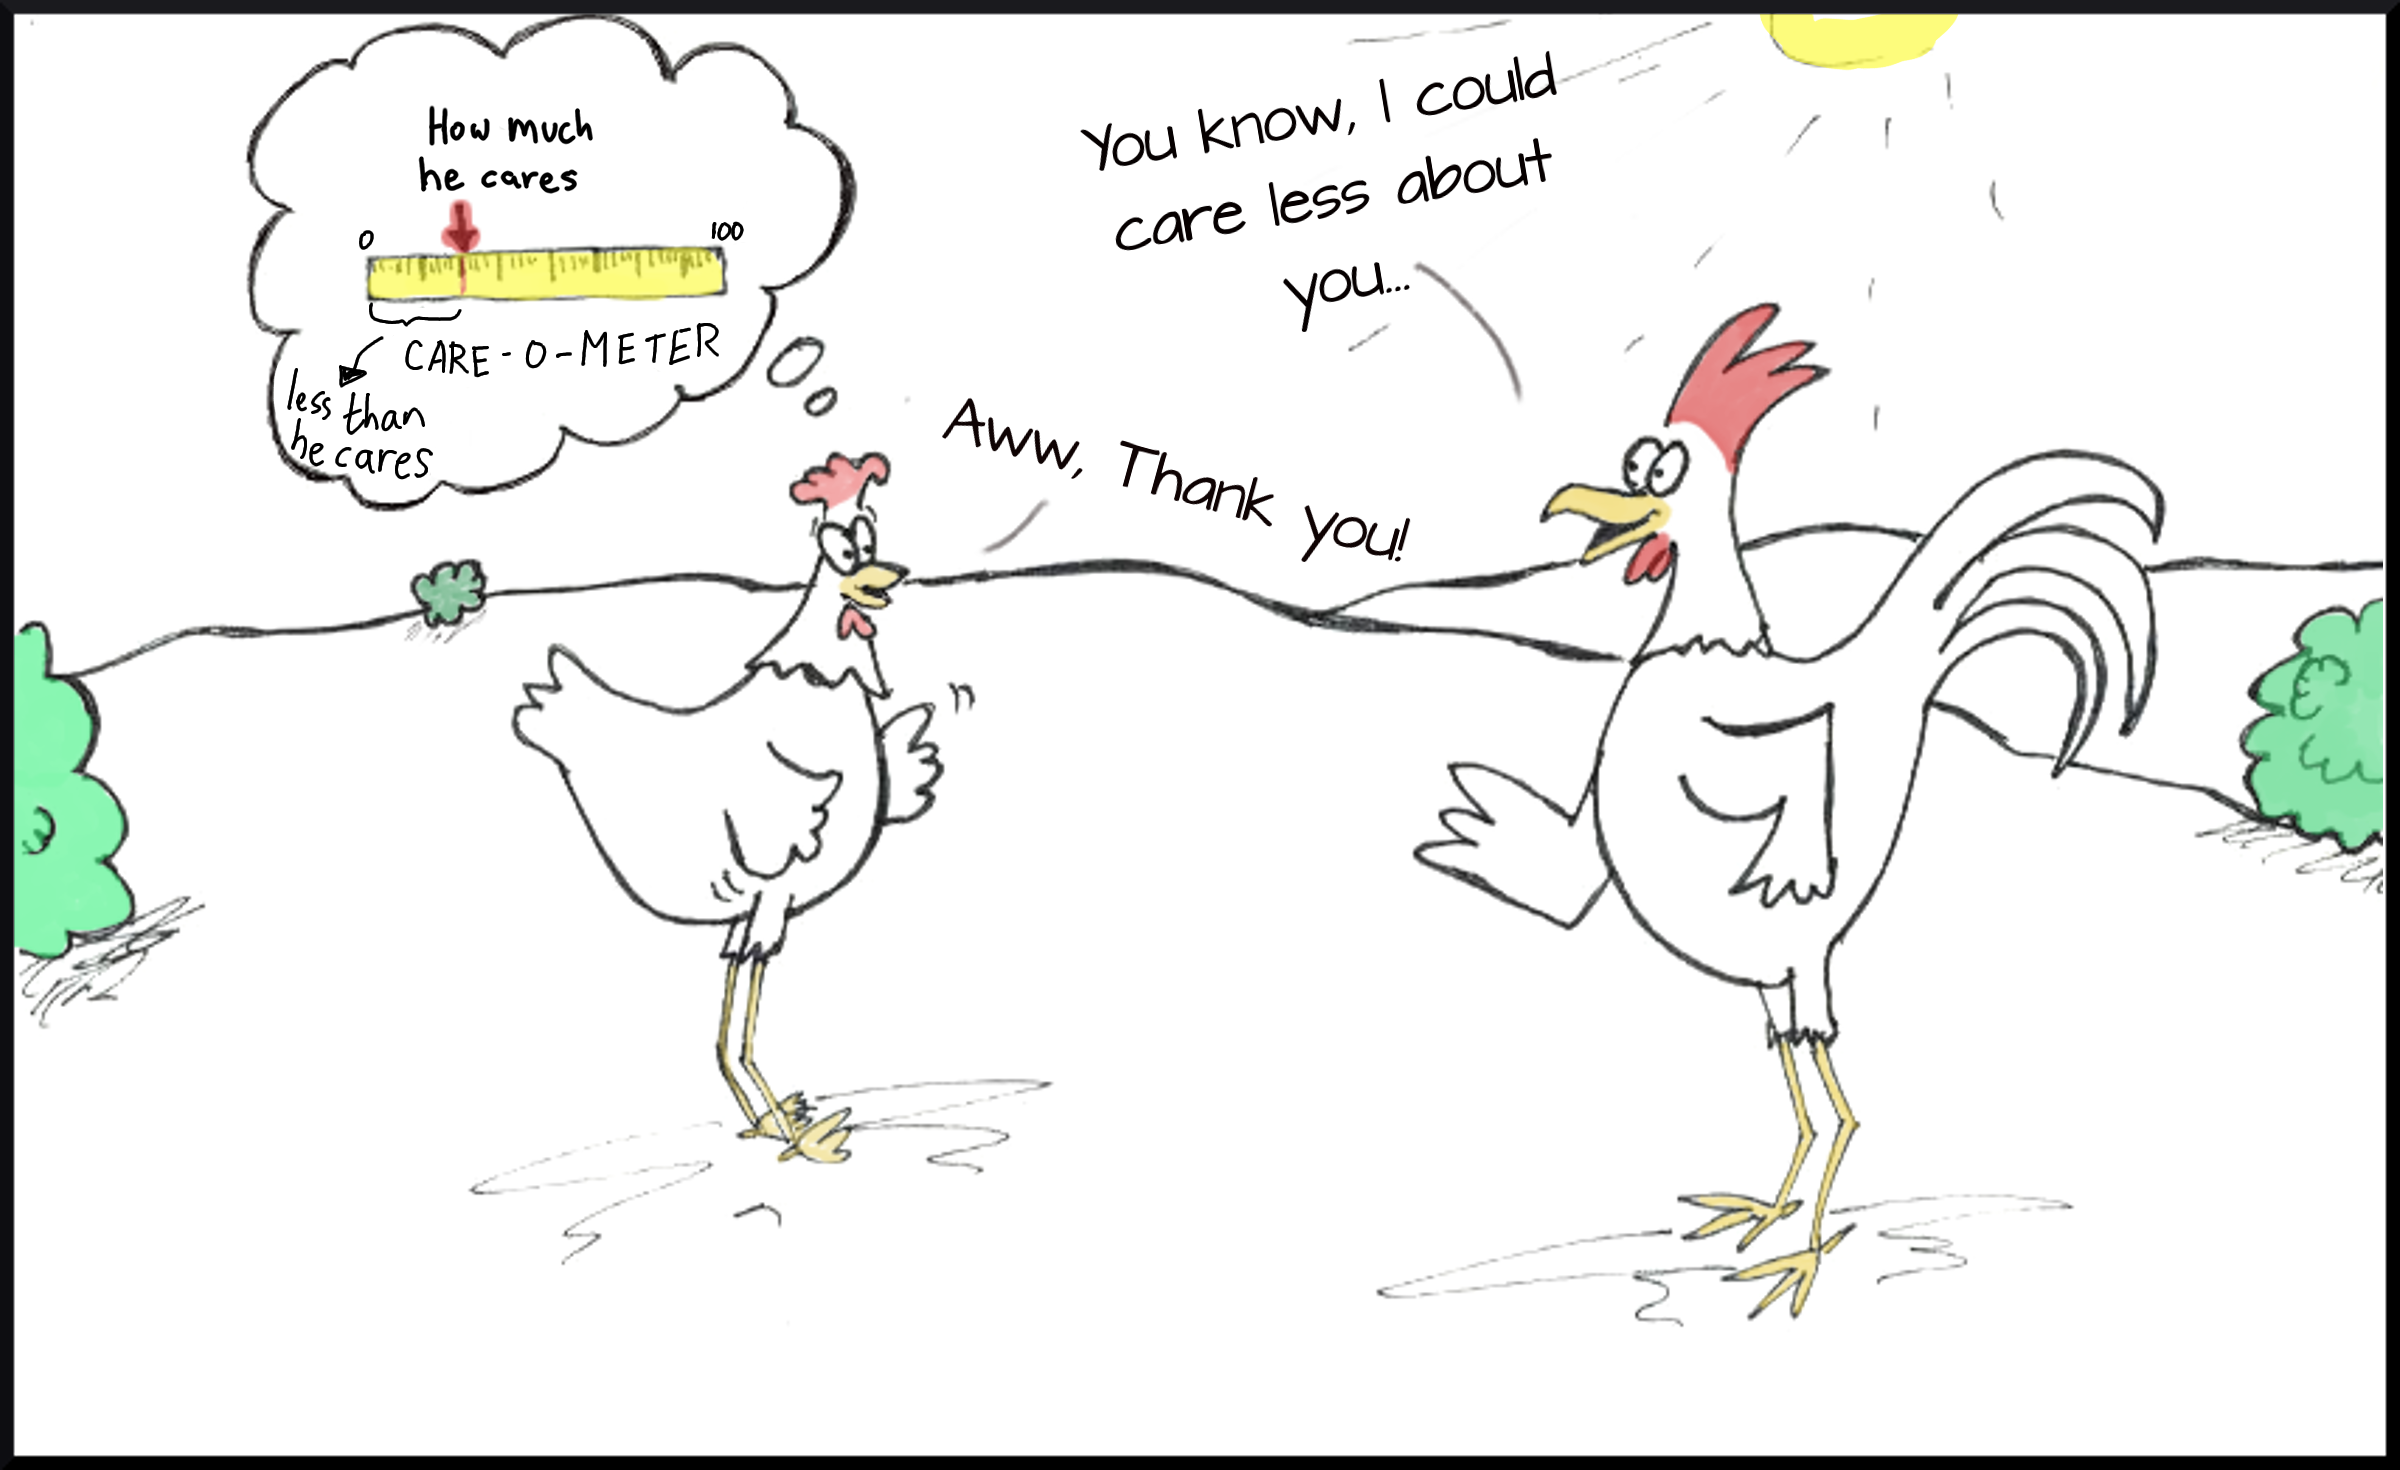 How much
he cares
0
100
CARE-O-METER
less than
he cares
You know, I could
care less about
you...
Aww, Thank you!